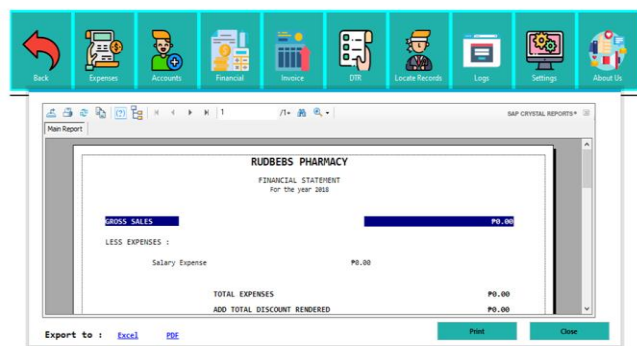 Back Expenses Accounts Financial Invoice DTR Locate Records Logs Settings About Us
1 /1+ SAP CRYSTAL REPORTS®
Main Report
RUDBEBS PHARMACY
FINANCIAL STATEMENT
For the year 2018
GROSS SALES ₱0.00
LESS EXPENSES :
Salary Expense ₱0.00
TOTAL EXPENSES ₱0.00
ADD TOTAL DISCOUNT RENDERED ₱0.00
Export to : Excel PDF Print Close